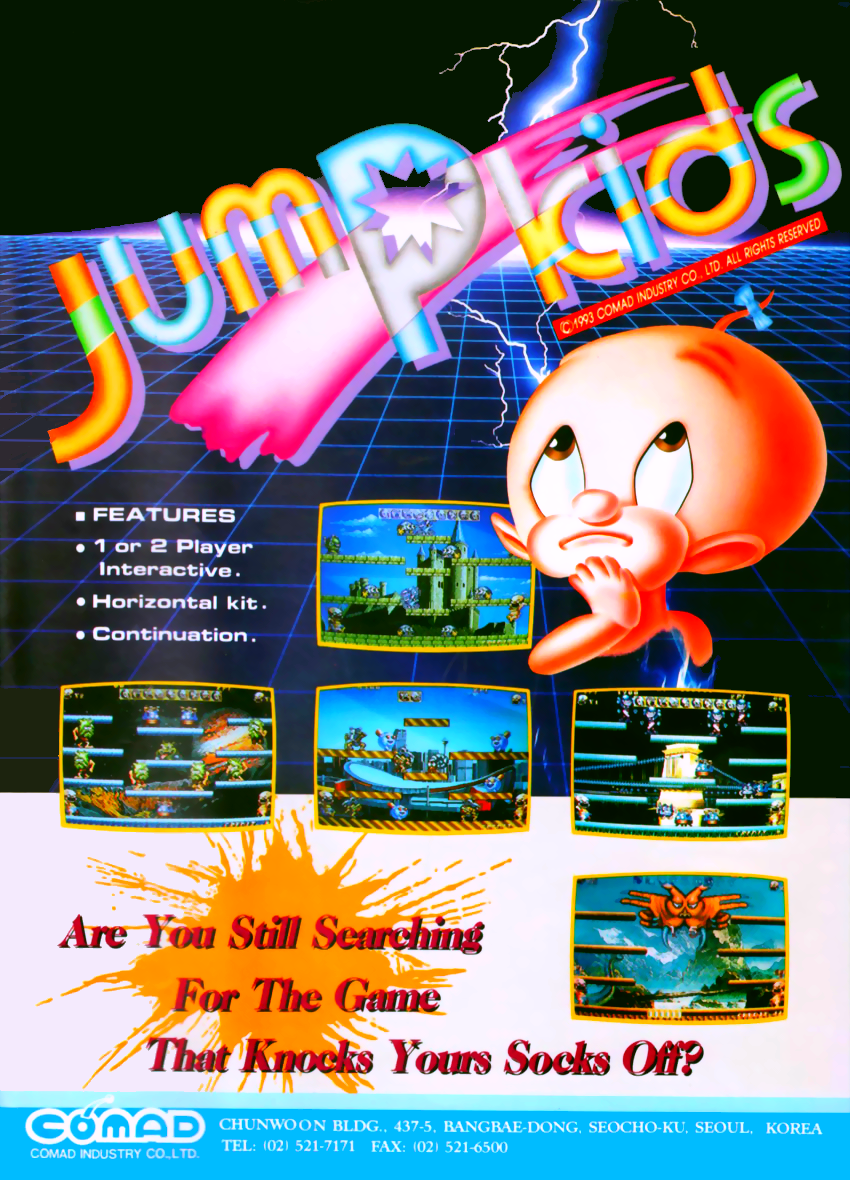 Jump kids
©1993 COMAD INDUSTRY CO., LTD. ALL RIGHTS RESERVED
■ FEATURES
• 1 or 2 Player
Interactive.
• Horizontal kit.
• Continuation.
Are You Still Searching
For The Game
That Knocks Yours Socks Off?
COMAD
COMAD INDUSTRY CO.,LTD.
CHUNWOON BLDG., 437-5, BANGBAE-DONG, SEOCHO-KU, SEOUL, KOREA
TEL: (02) 521-7171 FAX: (02) 521-6500